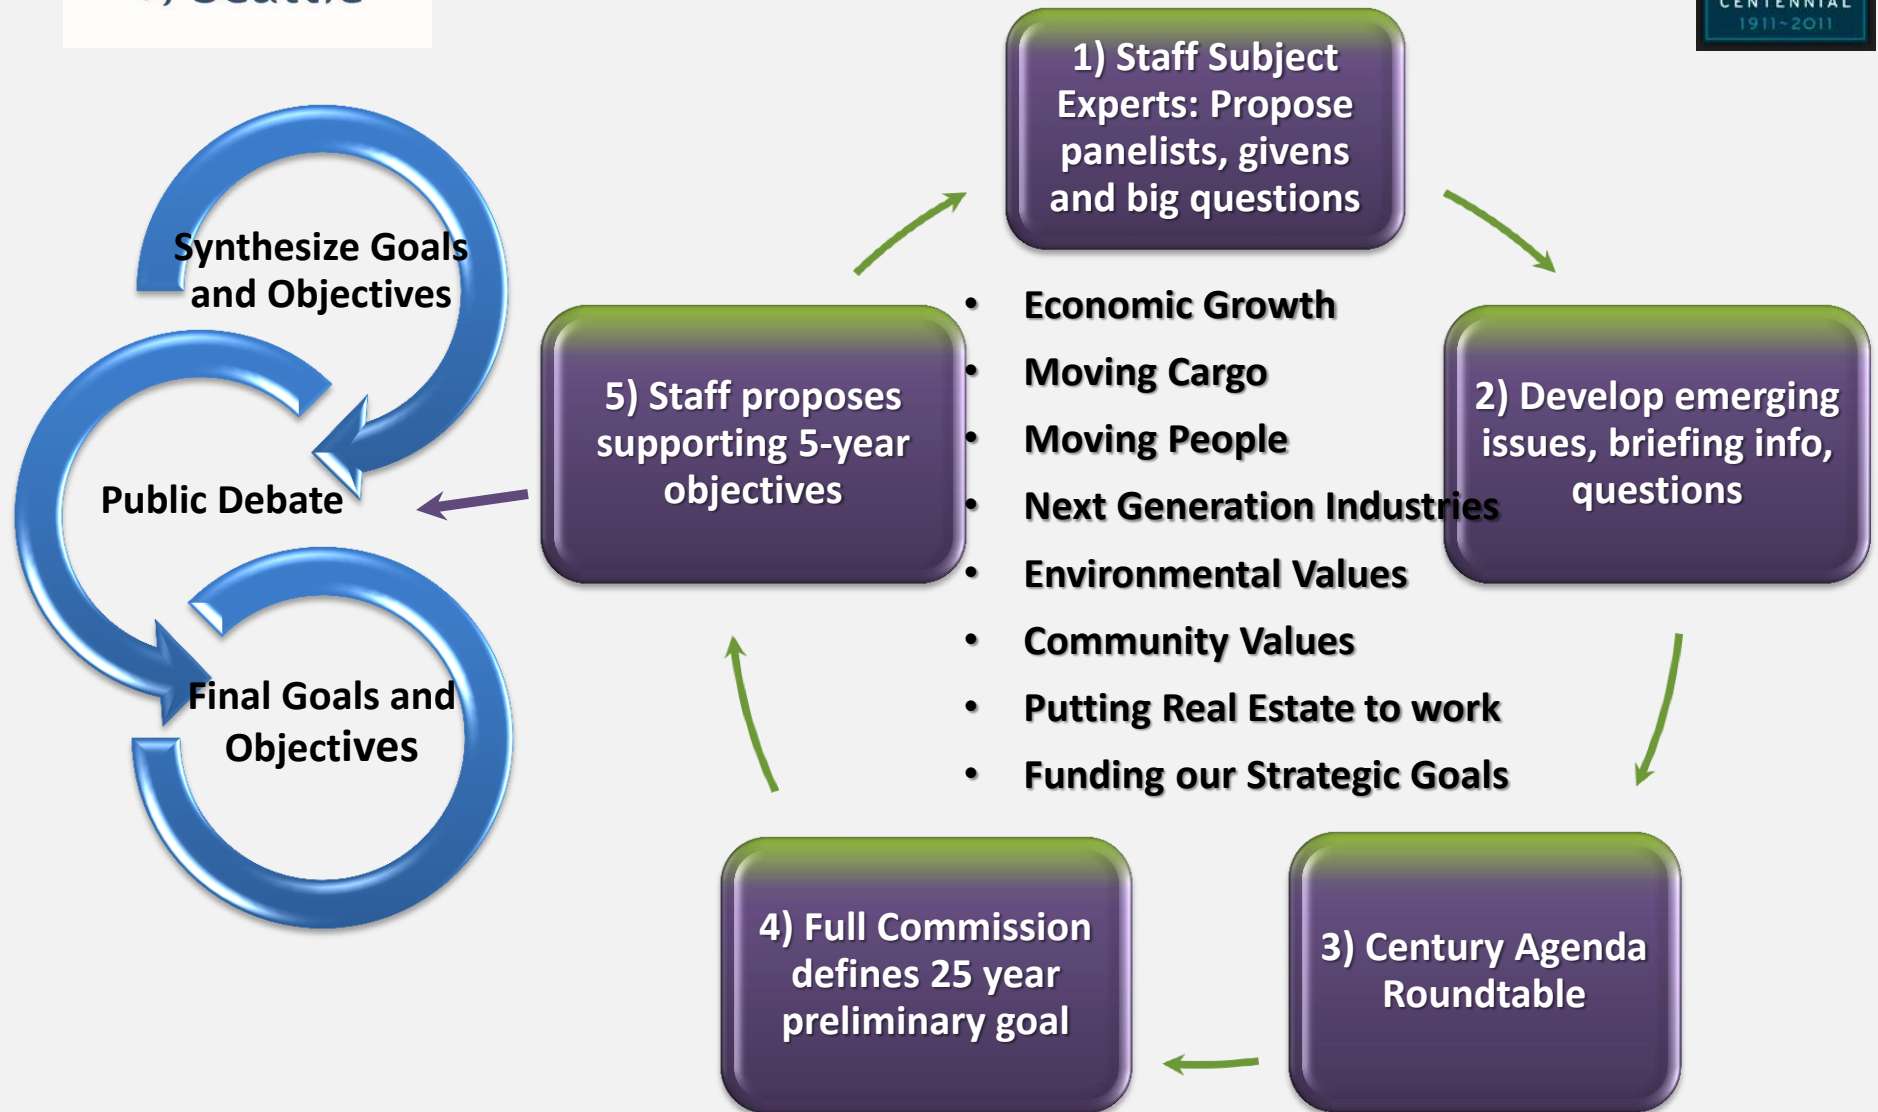 Seattle
CENTENNIAL
1911~2011
1) Staff Subject
Experts: Propose
panelists, givens
and big questions
Synthesize Goals
and Objectives
Public Debate
Final Goals and
Objectives
5) Staff proposes
supporting 5-year
objectives
• Economic Growth
• Moving Cargo
• Moving People
• Next Generation Industries
• Environmental Values
• Community Values
• Putting Real Estate to work
• Funding our Strategic Goals
2) Develop emerging
issues, briefing info,
questions
4) Full Commission
defines 25 year
preliminary goal
3) Century Agenda
Roundtable